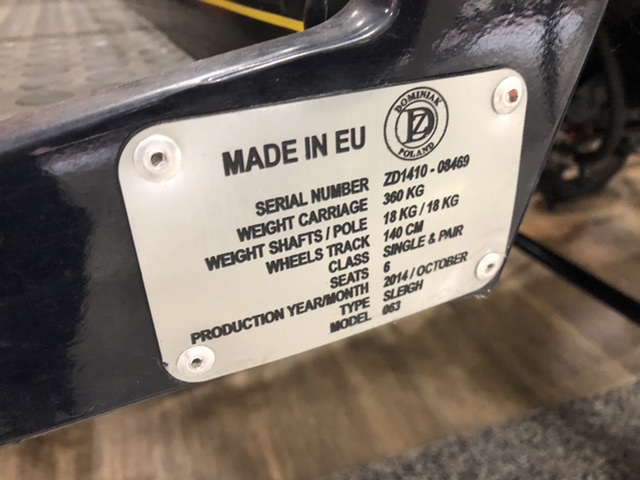 DOMINIAK
DZ
POLAND
MADE IN EU
SERIAL NUMBER ZD1410 - 08469
WEIGHT CARRIAGE 360 KG
WEIGHT SHAFTS / POLE 18 KG / 18 KG
WHEELS TRACK 140 CM
CLASS SINGLE & PAIR
SEATS 6
PRODUCTION YEAR/MONTH 2014 / OCTOBER
TYPE SLEIGH
MODEL 063